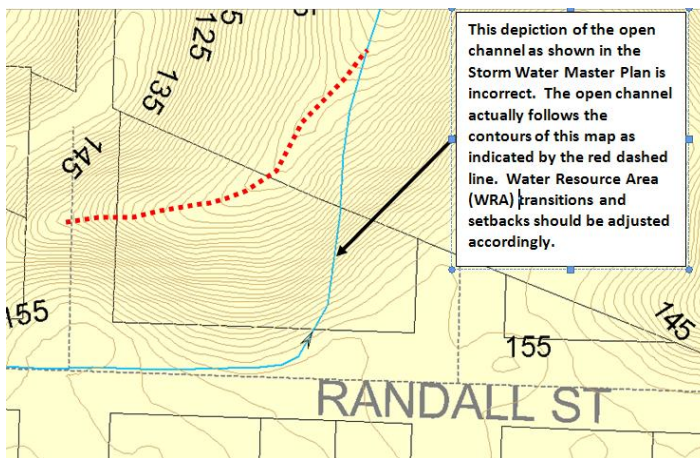 This depiction of the open
channel as shown in the
Storm Water Master Plan is
incorrect. The open channel
actually follows the
contours of this map as
indicated by the red dashed
line. Water Resource Area
(WRA) transitions and
setbacks should be adjusted
accordingly.
125
135
145
155
155
145
RANDALL ST